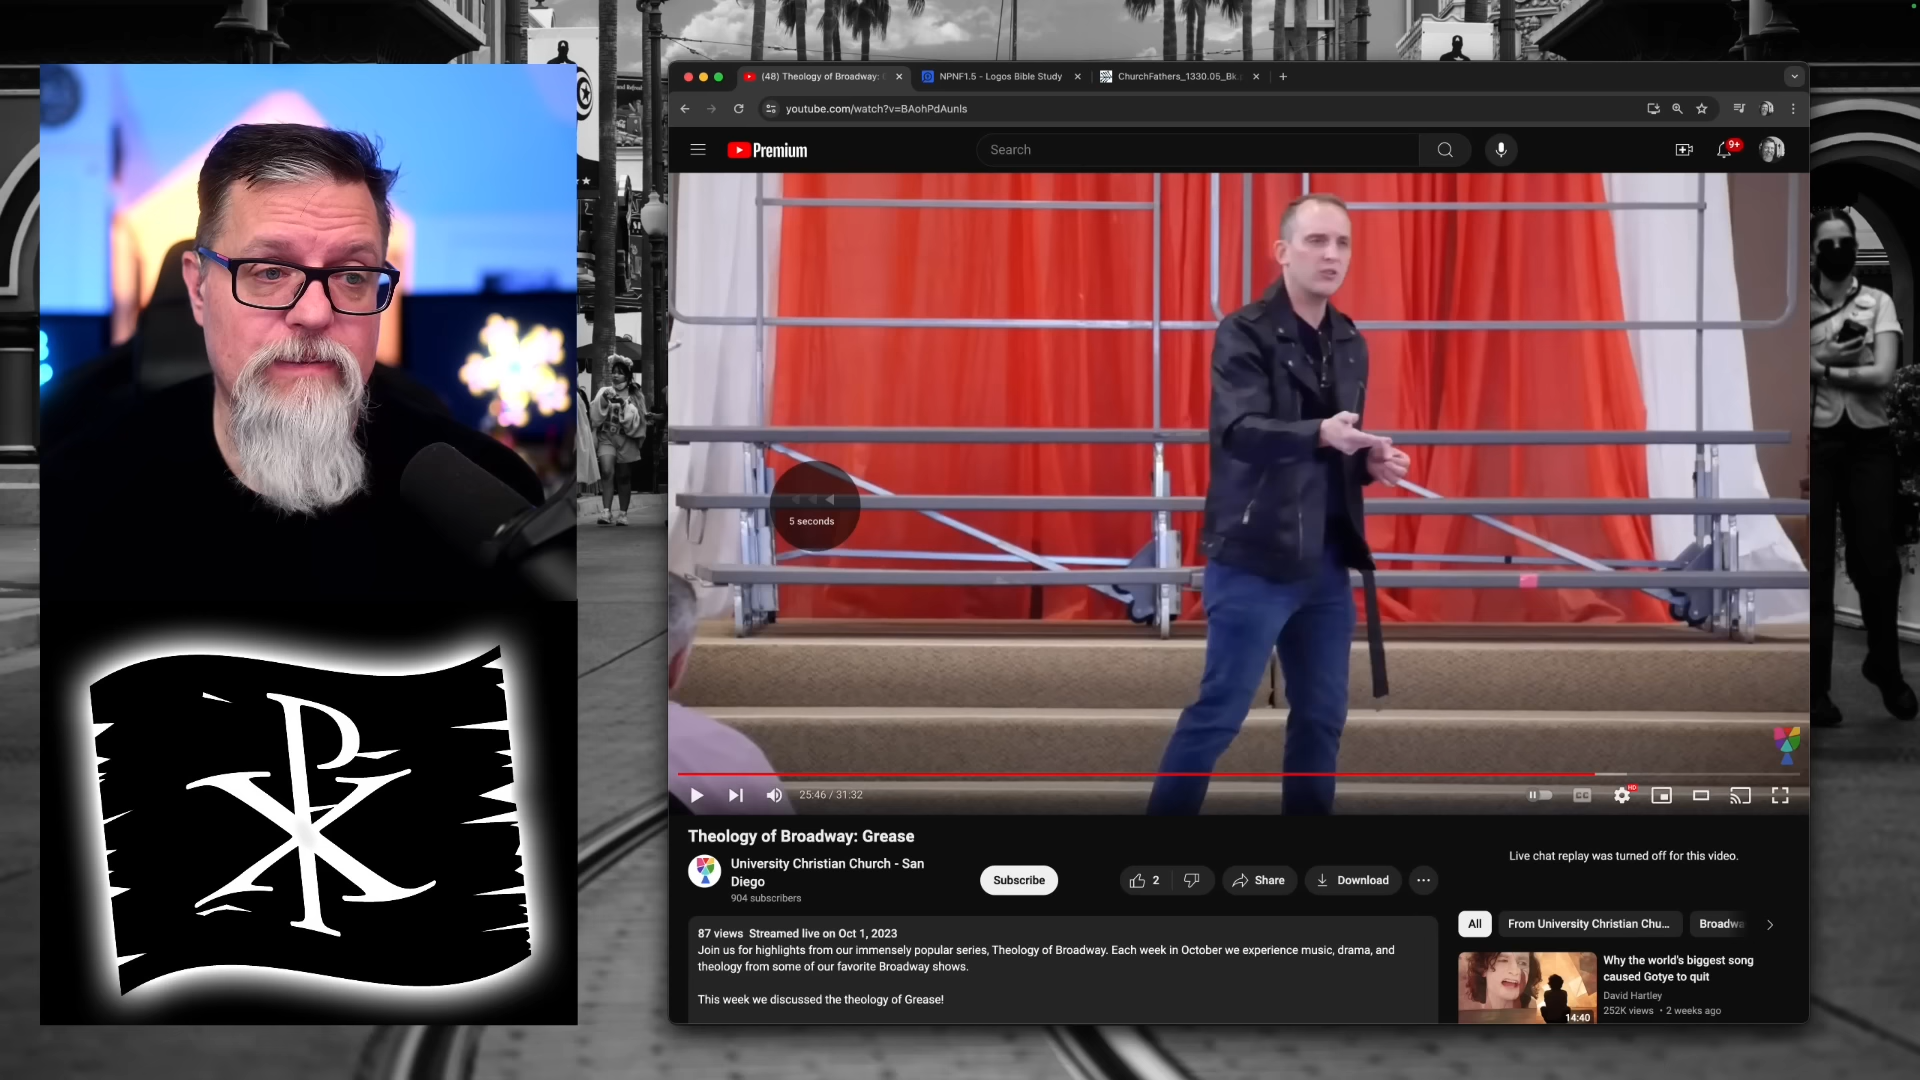 (48) Theology of Broadway:
NPNF1.5 - Logos Bible Study
ChurchFathers_1330.05_Bk.
youtube.com/watch?v=BAohPdAunls
Premium
Search
9+
5 seconds
25:46 / 31:32
CC
HD
Theology of Broadway: Grease
University Christian Church - San
Diego
904 subscribers
Subscribe
2
Share
Download
Live chat replay was turned off for this video.
87 views Streamed live on Oct 1, 2023
Join us for highlights from our immensely popular series, Theology of Broadway. Each week in October we experience music, drama, and
theology from some of our favorite Broadway shows.
This week we discussed the theology of Grease!
All
From University Christian Chu...
Broadwa
Why the world's biggest song
caused Gotye to quit
David Hartley
252K views • 2 weeks ago
14:40